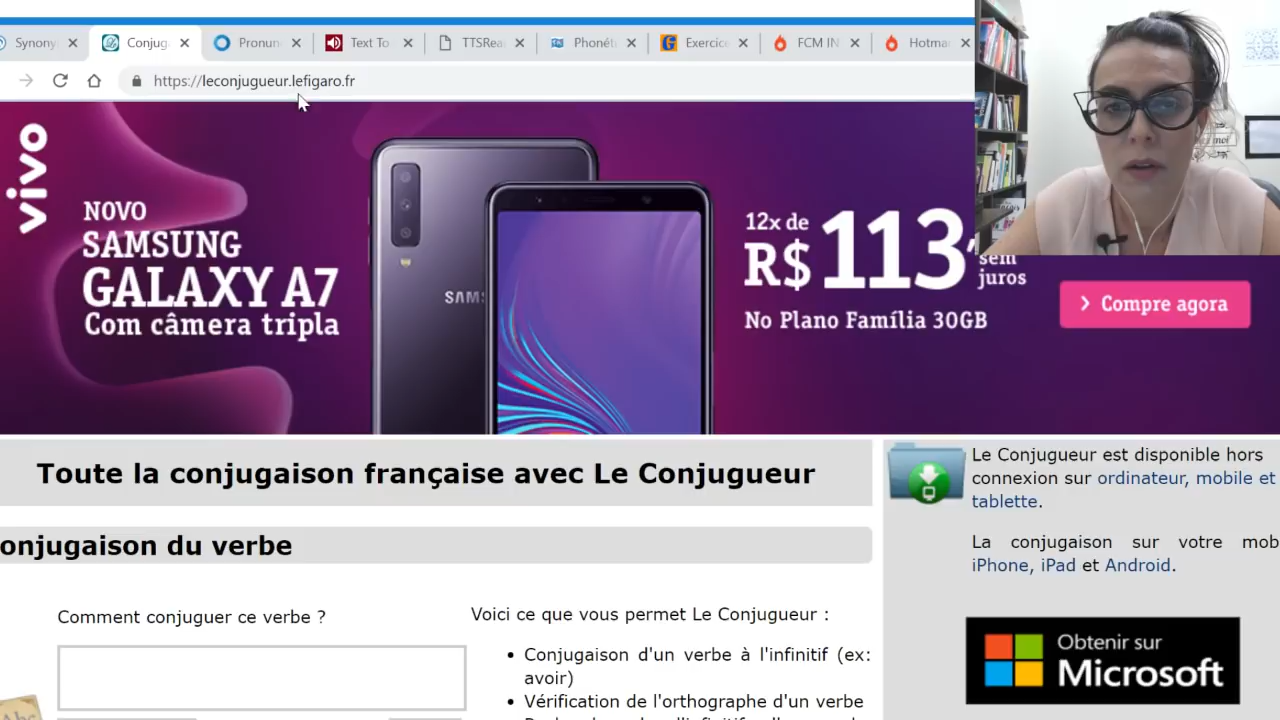 Synony
Conjug
Pronun
Text To
TTSRea
Phonét
Exercice
FCM IN
Hotma
https://leconjugueur.lefigaro.fr
vivo
NOVO
SAMSUNG
GALAXY A7
Com câmera tripla
SAMS
12x de
R$ 113,
sem
juros
No Plano Família 30GB
Compre agora
Toute la conjugaison française avec Le Conjugueur
onjugaison du verbe
Comment conjuguer ce verbe ?
Voici ce que vous permet Le Conjugueur :
Conjugaison d'un verbe à l'infinitif (ex:
avoir)
Vérification de l'orthographe d'un verbe
Le Conjugueur est disponible hors
connexion sur ordinateur, mobile et
tablette.
La conjugaison sur votre mob
iPhone, iPad et Android.
Obtenir sur
Microsoft